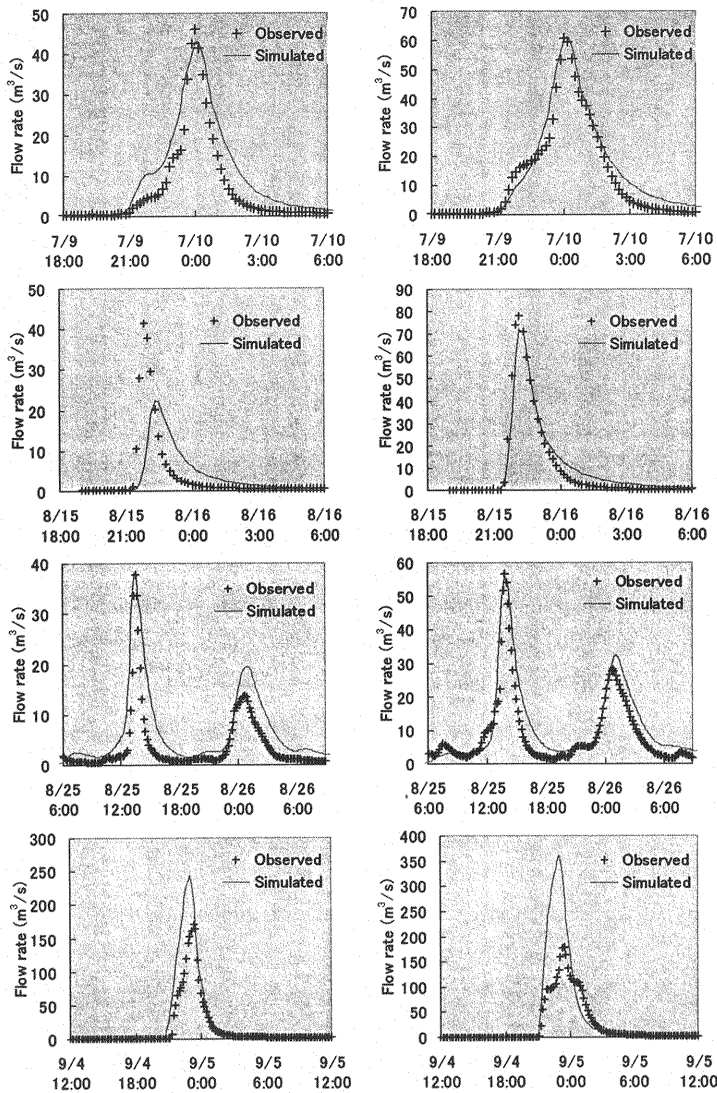 50
40
30
20
10
0
Flow rate (m³/s)
+ Observed
— Simulated
7/9 7/9 7/10 7/10 7/10
18:00 21:00 0:00 3:00 6:00
70
60
50
40
30
20
10
0
Flow rate (m³/s)
+ Observed
— Simulated
7/9 7/9 7/10 7/10 7/10
18:00 21:00 0:00 3:00 6:00
50
40
30
20
10
0
Flow rate (m³/s)
+ Observed
— Simulated
8/15 8/15 8/16 8/16 8/16
18:00 21:00 0:00 3:00 6:00
90
80
70
60
50
40
30
20
10
0
Flow rate (m³/s)
+ Observed
— Simulated
8/15 8/15 8/16 8/16 8/16
18:00 21:00 0:00 3:00 6:00
40
30
20
10
0
Flow rate (m³/s)
+ Observed
— Simulated
8/25 8/25 8/25 8/26 8/26
6:00 12:00 18:00 0:00 6:00
60
50
40
30
20
10
0
Flow rate (m³/s)
+ Observed
— Simulated
8/25 8/25 8/25 8/26 8/26
6:00 12:00 18:00 0:00 6:00
300
250
200
150
100
50
0
Flow rate (m³/s)
+ Observed
— Simulated
9/4 9/4 9/5 9/5 9/5
12:00 18:00 0:00 6:00 12:00
400
350
300
250
200
150
100
50
0
Flow rate (m³/s)
+ Observed
— Simulated
9/4 9/4 9/5 9/5 9/5
12:00 18:00 0:00 6:00 12:00